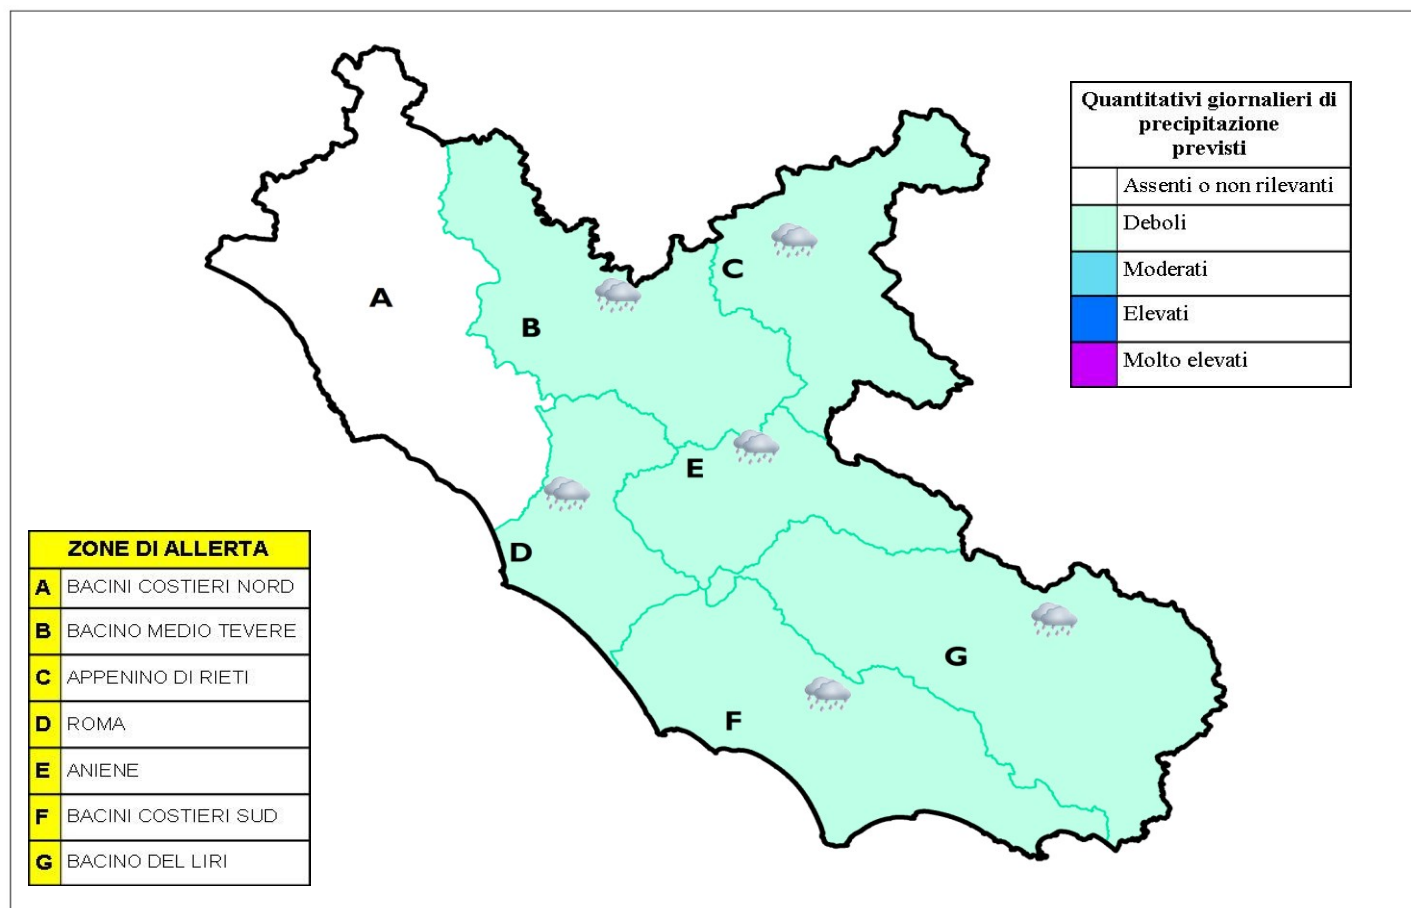 Quantitativi giornalieri di
precipitazione
previsti
Assenti o non rilevanti
Deboli
Moderati
Elevati
Molto elevati
A
B
C
E
D
G
F
ZONE DI ALLERTA
A BACINI COSTIERI NORD
B BACINO MEDIO TEVERE
C APPENINO DI RIETI
D ROMA
E ANIENE
F BACINI COSTIERI SUD
G BACINO DEL LIRI